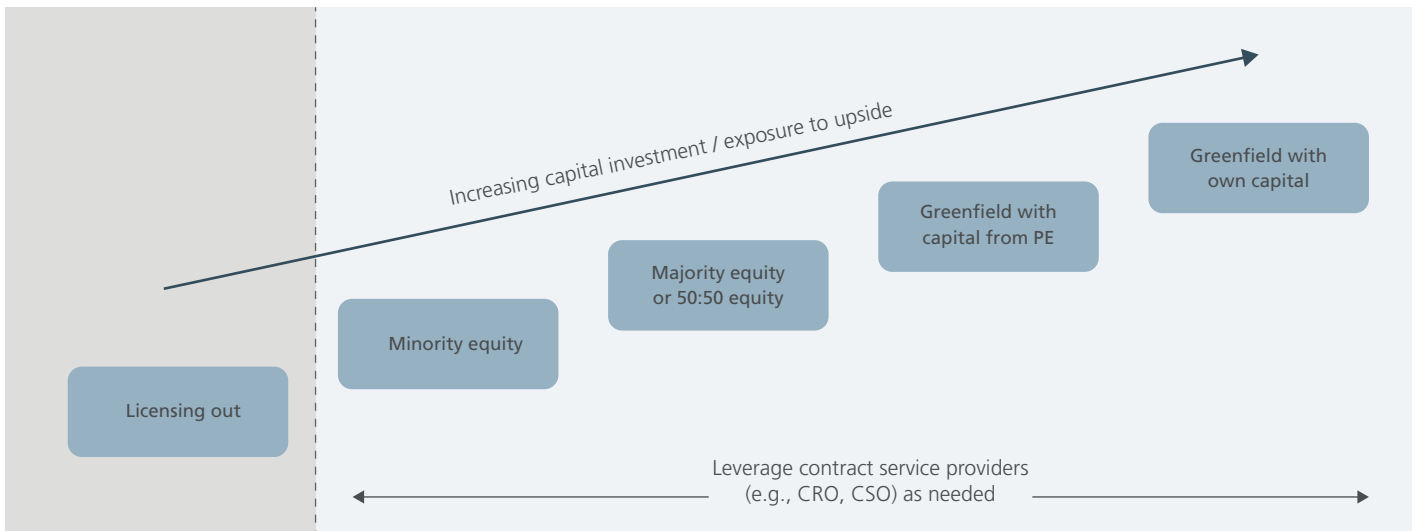 Increasing capital investment / exposure to upside
Greenfield with
own capital
Greenfield with
capital from PE
Majority equity
or 50:50 equity
Minority equity
Licensing out
Leverage contract service providers
(e.g., CRO, CSO) as needed